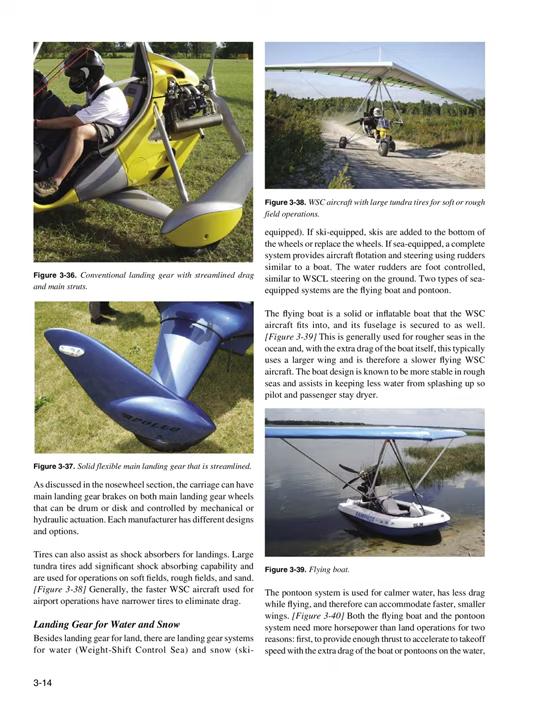 Figure 3-36. Conventional landing gear with streamlined drag
and main struts.
APOLLO
Figure 3-37. Solid flexible main landing gear that is streamlined.
As discussed in the nosewheel section, the carriage can have
main landing gear brakes on both main landing gear wheels
that can be drum or disk and controlled by mechanical or
hydraulic actuation. Each manufacturer has different designs
and options.
Tires can also assist as shock absorbers for landings. Large
tundra tires add significant shock absorbing capability and
are used for operations on soft fields, rough fields, and sand.
[Figure 3-38] Generally, the faster WSC aircraft used for
airport operations have narrower tires to eliminate drag.
Landing Gear for Water and Snow
Besides landing gear for land, there are landing gear systems
for water (Weight-Shift Control Sea) and snow (ski-
Figure 3-38. WSC aircraft with large tundra tires for soft or rough
field operations.
equipped). If ski-equipped, skis are added to the bottom of
the wheels or replace the wheels. If sea-equipped, a complete
system provides aircraft flotation and steering using rudders
similar to a boat. The water rudders are foot controlled,
similar to WSCL steering on the ground. Two types of sea-
equipped systems are the flying boat and pontoon.
The flying boat is a solid or inflatable boat that the WSC
aircraft fits into, and its fuselage is secured to as well.
[Figure 3-39] This is generally used for rougher seas in the
ocean and, with the extra drag of the boat itself, this typically
uses a larger wing and is therefore a slower flying WSC
aircraft. The boat design is known to be more stable in rough
seas and assists in keeping less water from splashing up so
pilot and passenger stay dryer.
Figure 3-39. Flying boat.
The pontoon system is used for calmer water, has less drag
while flying, and therefore can accommodate faster, smaller
wings. [Figure 3-40] Both the flying boat and the pontoon
system need more horsepower than land operations for two
reasons: first, to provide enough thrust to accelerate to takeoff
speed with the extra drag of the boat or pontoons on the water,
3-14